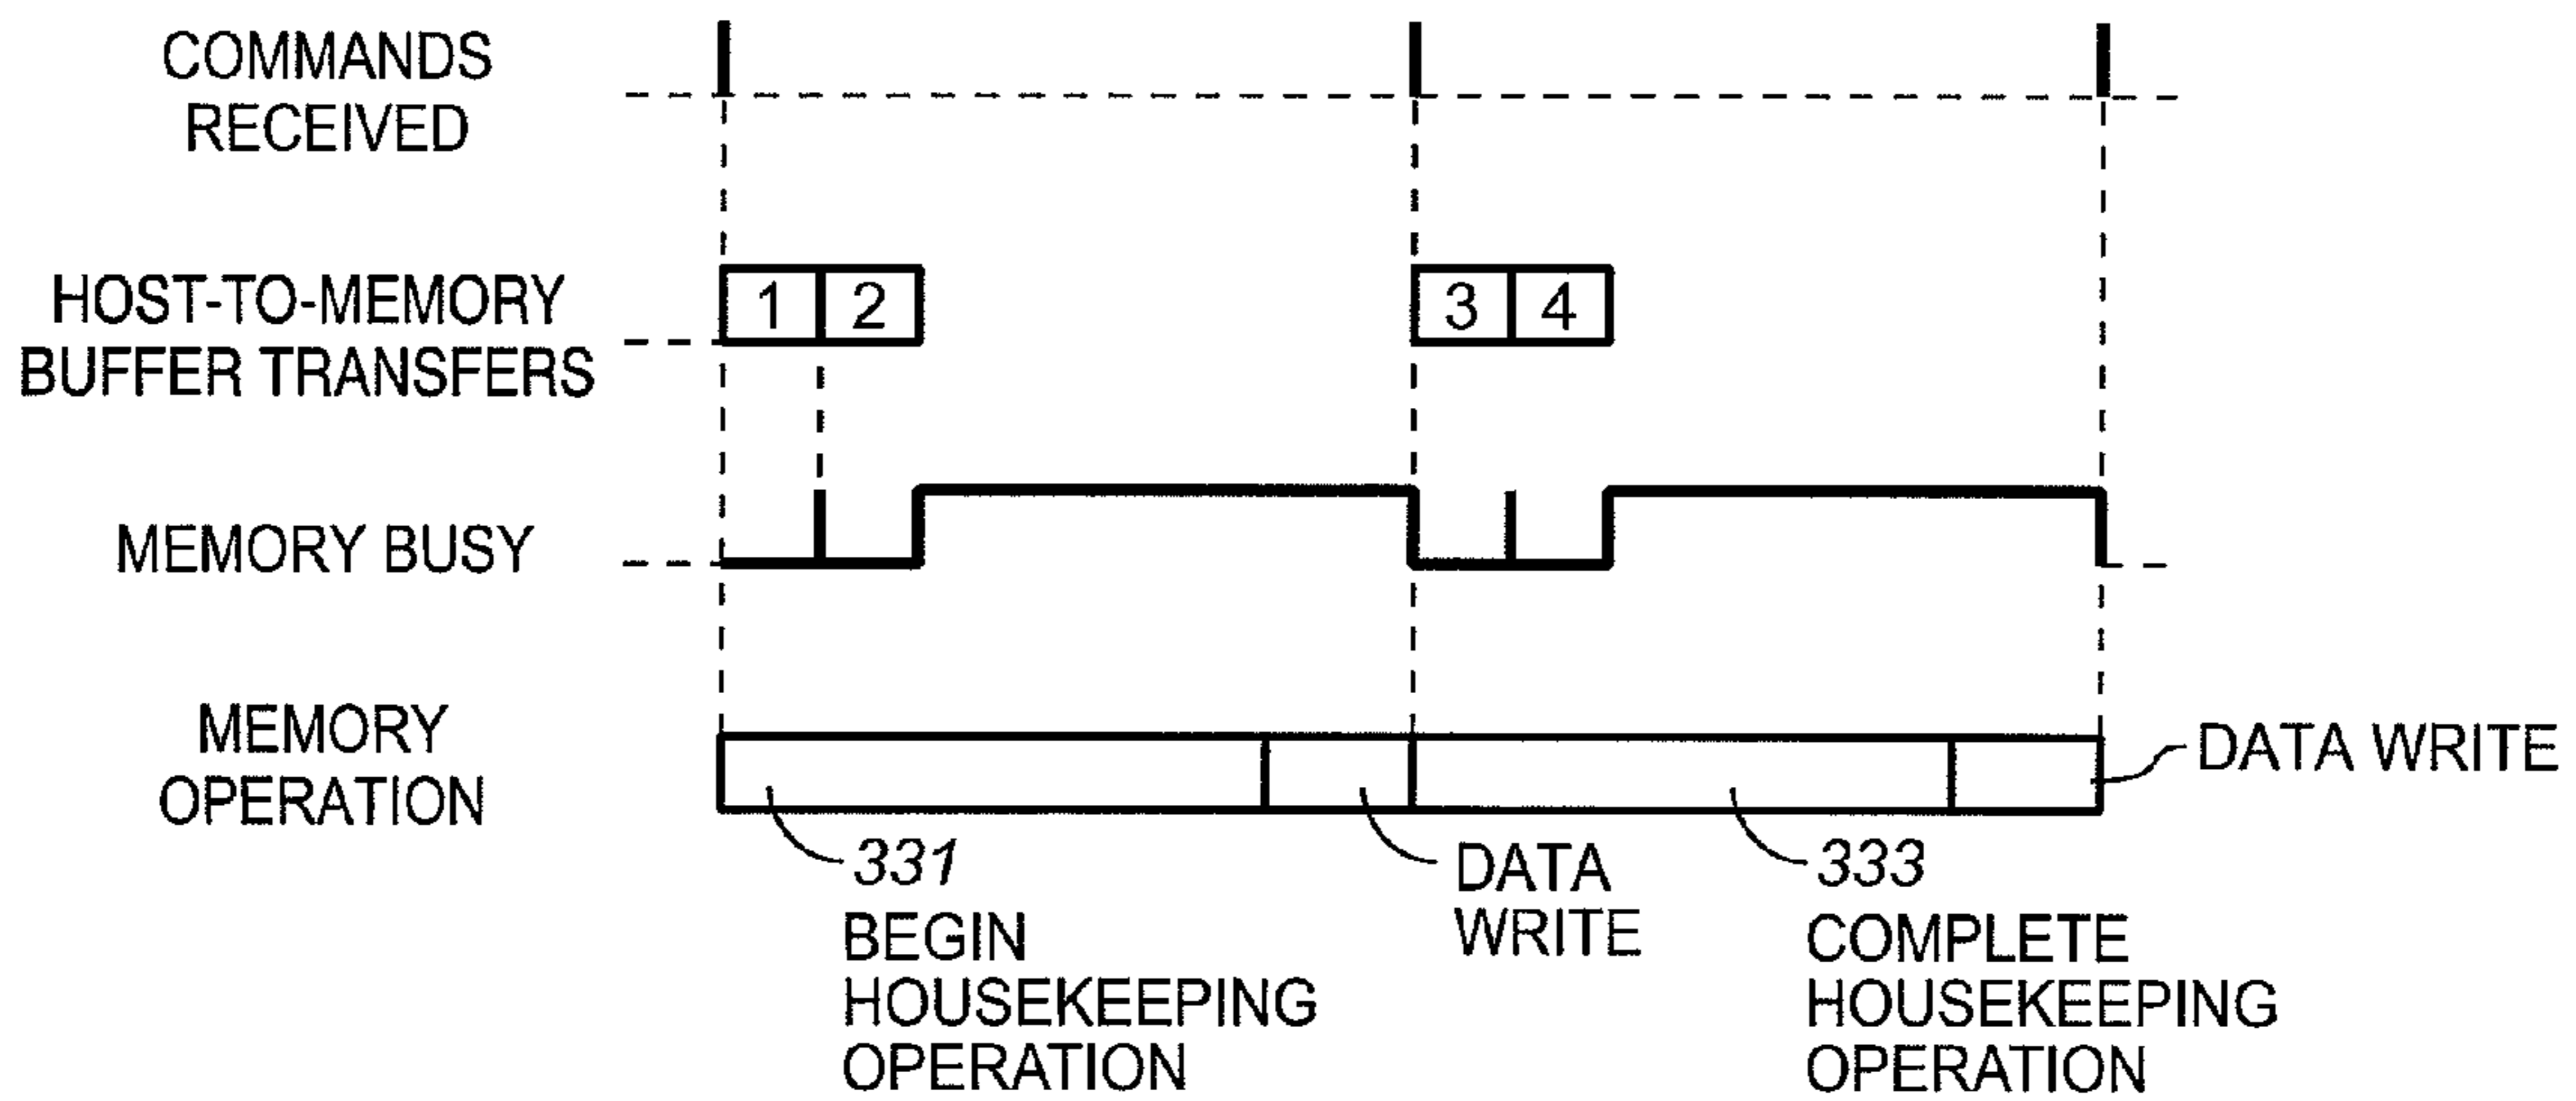 COMMANDS
RECEIVED
HOST-TO-MEMORY
BUFFER TRANSFERS
1 2
3 4
MEMORY BUSY
MEMORY
OPERATION
DATA WRITE
331
BEGIN
HOUSEKEEPING
OPERATION
DATA
WRITE
333
COMPLETE
HOUSEKEEPING
OPERATION